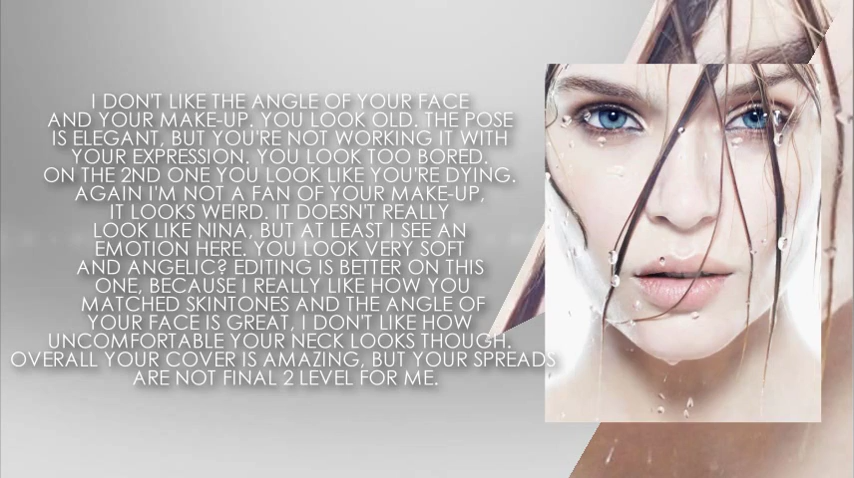 I DON'T LIKE THE ANGLE OF YOUR FACE
AND YOUR MAKE-UP. YOU LOOK OLD. THE POSE
IS ELEGANT, BUT YOU'RE NOT WORKING IT WITH
YOUR EXPRESSION. YOU LOOK TOO BORED.
ON THE 2ND ONE YOU LOOK LIKE YOU'RE DYING.
AGAIN I'M NOT A FAN OF YOUR MAKE-UP,
IT LOOKS WEIRD. IT DOESN'T REALLY
LOOK LIKE NINA, BUT AT LEAST I SEE AN
EMOTION HERE. YOU LOOK VERY SOFT
AND ANGELIC? EDITING IS BETTER ON THIS
ONE, BECAUSE I REALLY LIKE HOW YOU
MATCHED SKINTONES AND THE ANGLE OF
YOUR FACE IS GREAT, I DON'T LIKE HOW
UNCOMFORTABLE YOUR NECK LOOKS THOUGH.
OVERALL YOUR COVER IS AMAZING, BUT YOUR SPREADS
ARE NOT FINAL 2 LEVEL FOR ME.